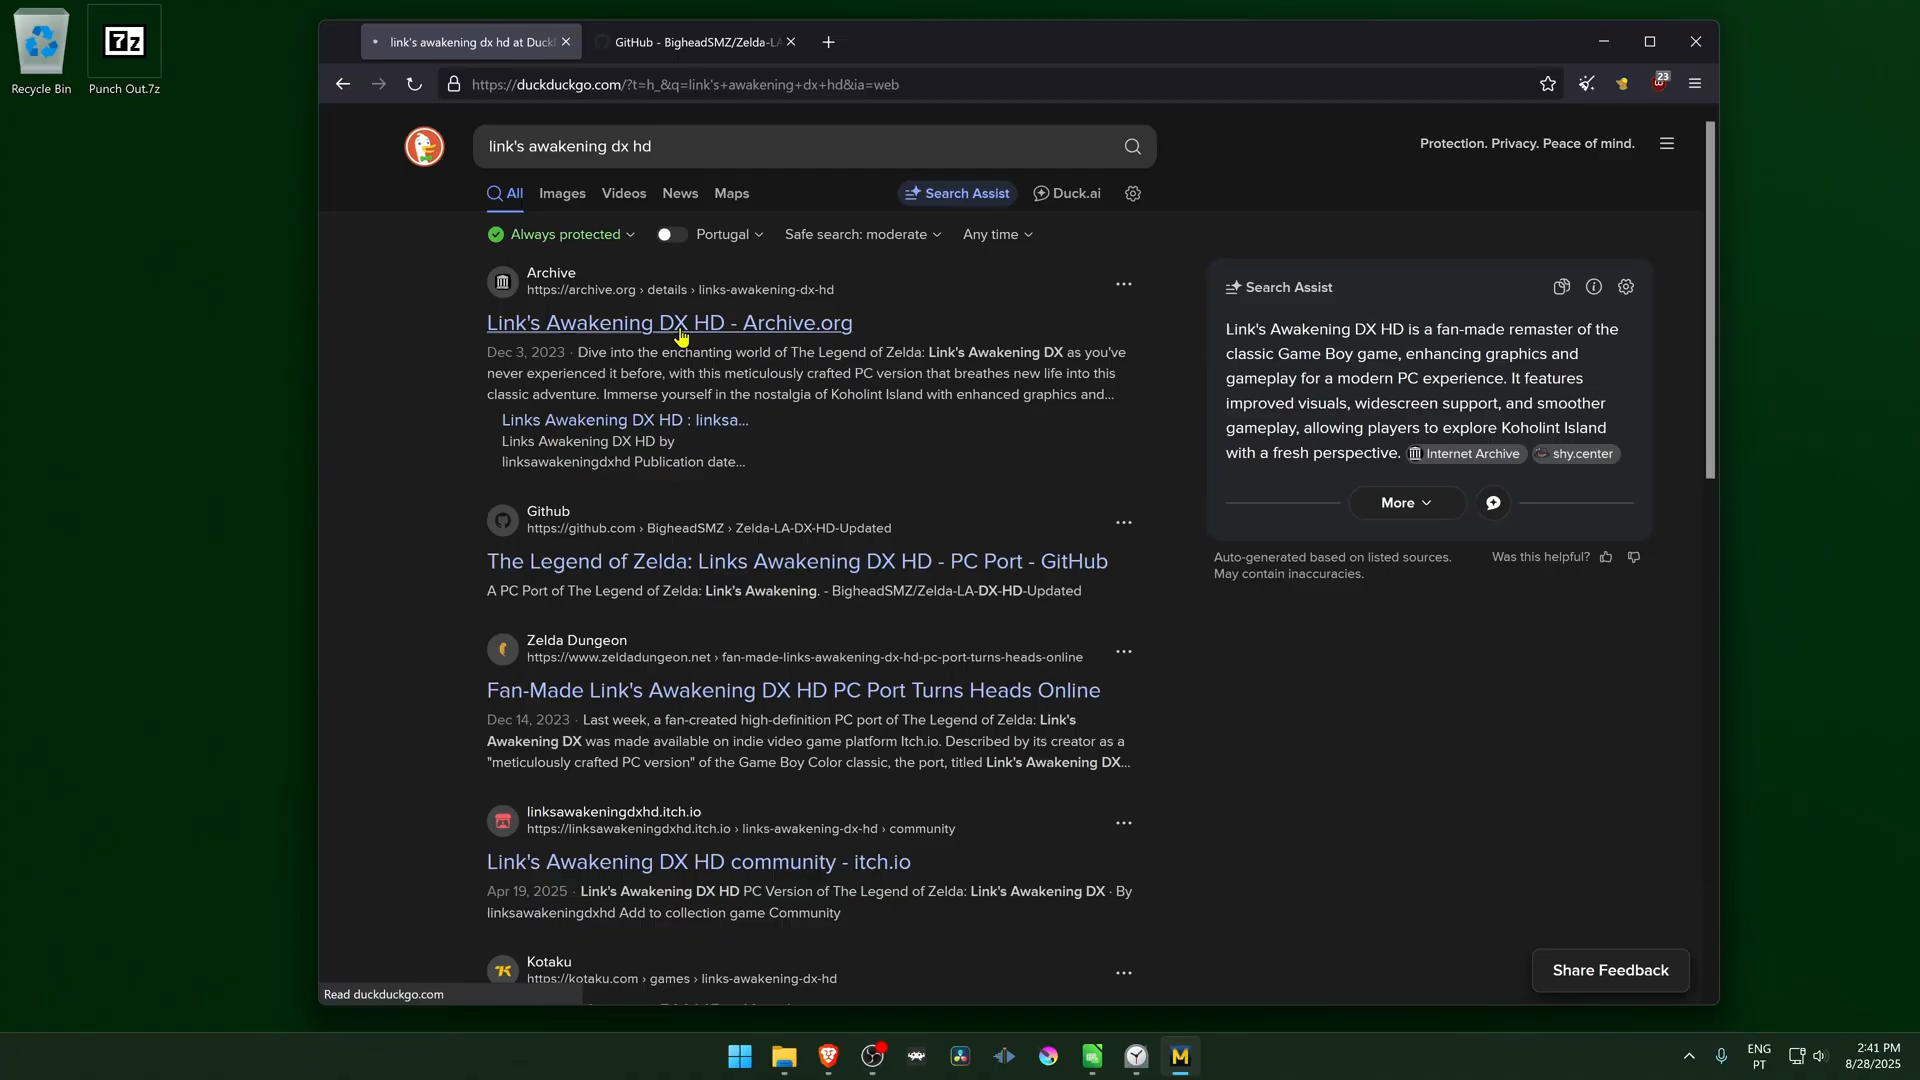 link's awakening dx hd at Duck
GitHub - BigheadSMZ/Zelda-LA
7z
Recycle Bin
Punch Out.7z
https://duckduckgo.com/?t=h_&q=link's+awakening+dx+hd&ia=web
23
link's awakening dx hd
Protection. Privacy. Peace of mind.
All
Images
Videos
News
Maps
Search Assist
Duck.ai
Always protected
Portugal
Safe search: moderate
Any time
Archive
https://archive.org › details › links-awakening-dx-hd
Link's Awakening DX HD - Archive.org
Dec 3, 2023 · Dive into the enchanting world of The Legend of Zelda: Link's Awakening DX as you've
never experienced it before, with this meticulously crafted PC version that breathes new life into this
classic adventure. Immerse yourself in the nostalgia of Koholint Island with enhanced graphics and...
Links Awakening DX HD : linksa...
Links Awakening DX HD by
linksawakeningdxhd Publication date...
Github
https://github.com › BigheadSMZ › Zelda-LA-DX-HD-Updated
The Legend of Zelda: Links Awakening DX HD - PC Port - GitHub
A PC Port of The Legend of Zelda: Link's Awakening. - BigheadSMZ/Zelda-LA-DX-HD-Updated
Zelda Dungeon
https://www.zeldadungeon.net › fan-made-links-awakening-dx-hd-pc-port-turns-heads-online
Fan-Made Link's Awakening DX HD PC Port Turns Heads Online
Dec 14, 2023 · Last week, a fan-created high-definition PC port of The Legend of Zelda: Link's
Awakening DX was made available on indie video game platform Itch.io. Described by its creator as a
"meticulously crafted PC version" of the Game Boy Color classic, the port, titled Link's Awakening DX...
linksawakeningdxhd.itch.io
https://linksawakeningdxhd.itch.io › links-awakening-dx-hd › community
Link's Awakening DX HD community - itch.io
Apr 19, 2025 · Link's Awakening DX HD PC Version of The Legend of Zelda: Link's Awakening DX · By
linksawakeningdxhd Add to collection game Community
Kotaku
https://kotaku.com › games › links-awakening-dx-hd
Search Assist
Link's Awakening DX HD is a fan-made remaster of the
classic Game Boy game, enhancing graphics and
gameplay for a modern PC experience. It features
improved visuals, widescreen support, and smoother
gameplay, allowing players to explore Koholint Island
with a fresh perspective. Internet Archive shy.center
More
Auto-generated based on listed sources.
May contain inaccuracies.
Was this helpful?
Share Feedback
Read duckduckgo.com
M
ENG
PT
2:41 PM
8/28/2025